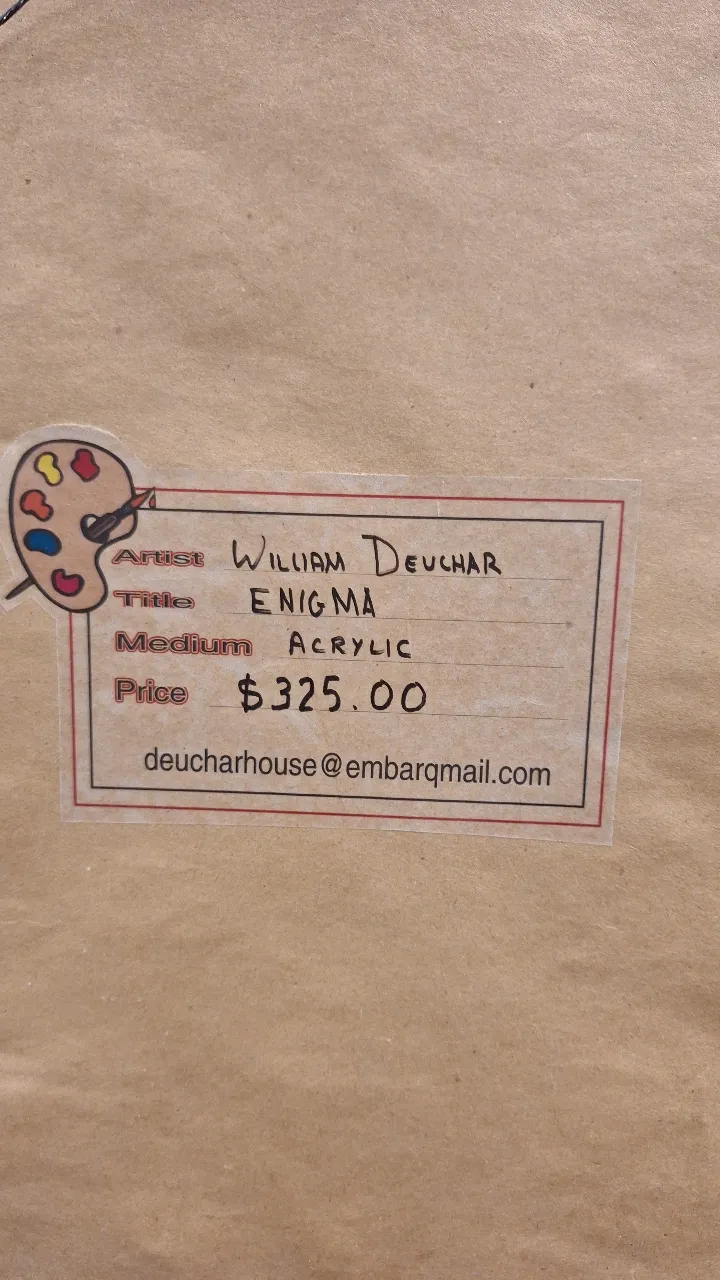 Artist William Deuchar
Title ENIGMA
Medium ACRYLIC
Price $325.00
deucharhouse@embarqmail.com